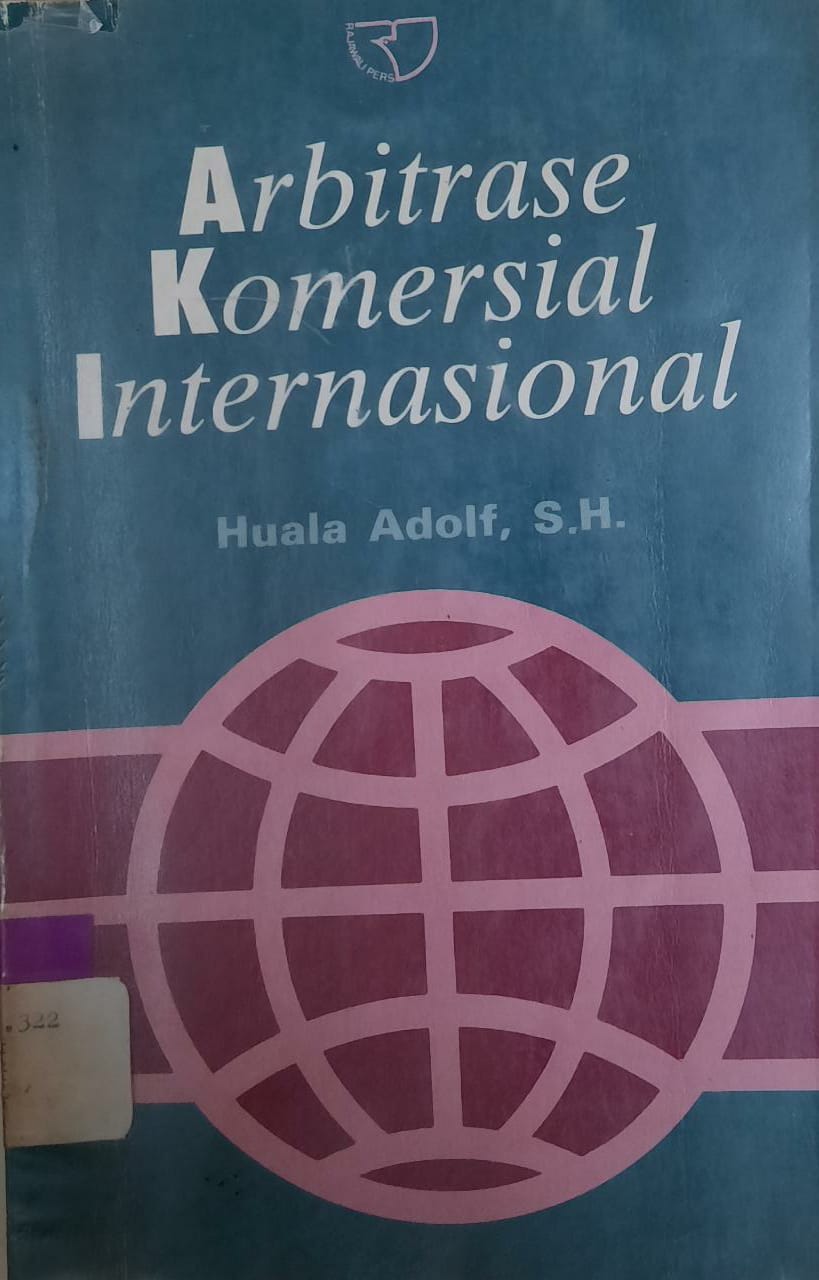 RAJAWALI PERS
Arbitrase
Komersial
Internasional
Huala Adolf, S.H.
.322